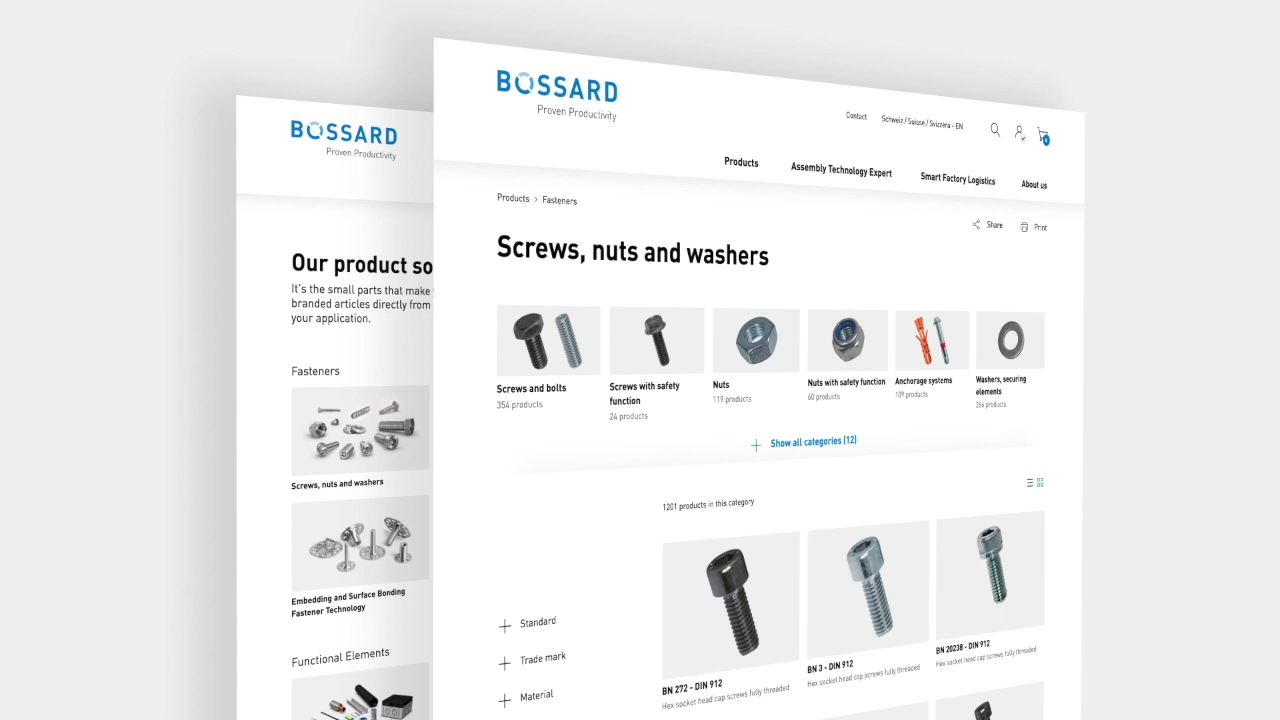 BOSSARD
Proven Productivity
Our product so
It's the small parts that make
branded articles directly from
your application.
Fasteners
Screws, nuts and washers
Embedding and Surface Bonding
Fastener Technology
Functional Elements
BOSSARD
Proven Productivity
Contact
Schweiz / Suisse / Svizzera - EN
0
Products
Assembly Technology Expert
Smart Factory Logistics
About us
Products > Fasteners
Share
Print
Screws, nuts and washers
Screws and bolts
354 products
Screws with safety
function
24 products
Nuts
119 products
Nuts with safety function
60 products
Anchorage systems
109 products
Washers, securing
elements
266 products
Show all categories (12)
1201 products in this category
Standard
Trade mark
Material
BN 272 - DIN 912
Hex socket head cap screws fully threaded
BN 3 - DIN 912
Hex socket head cap screws fully threaded
BN 20238 - DIN 912
Hex socket head cap screws fully threaded